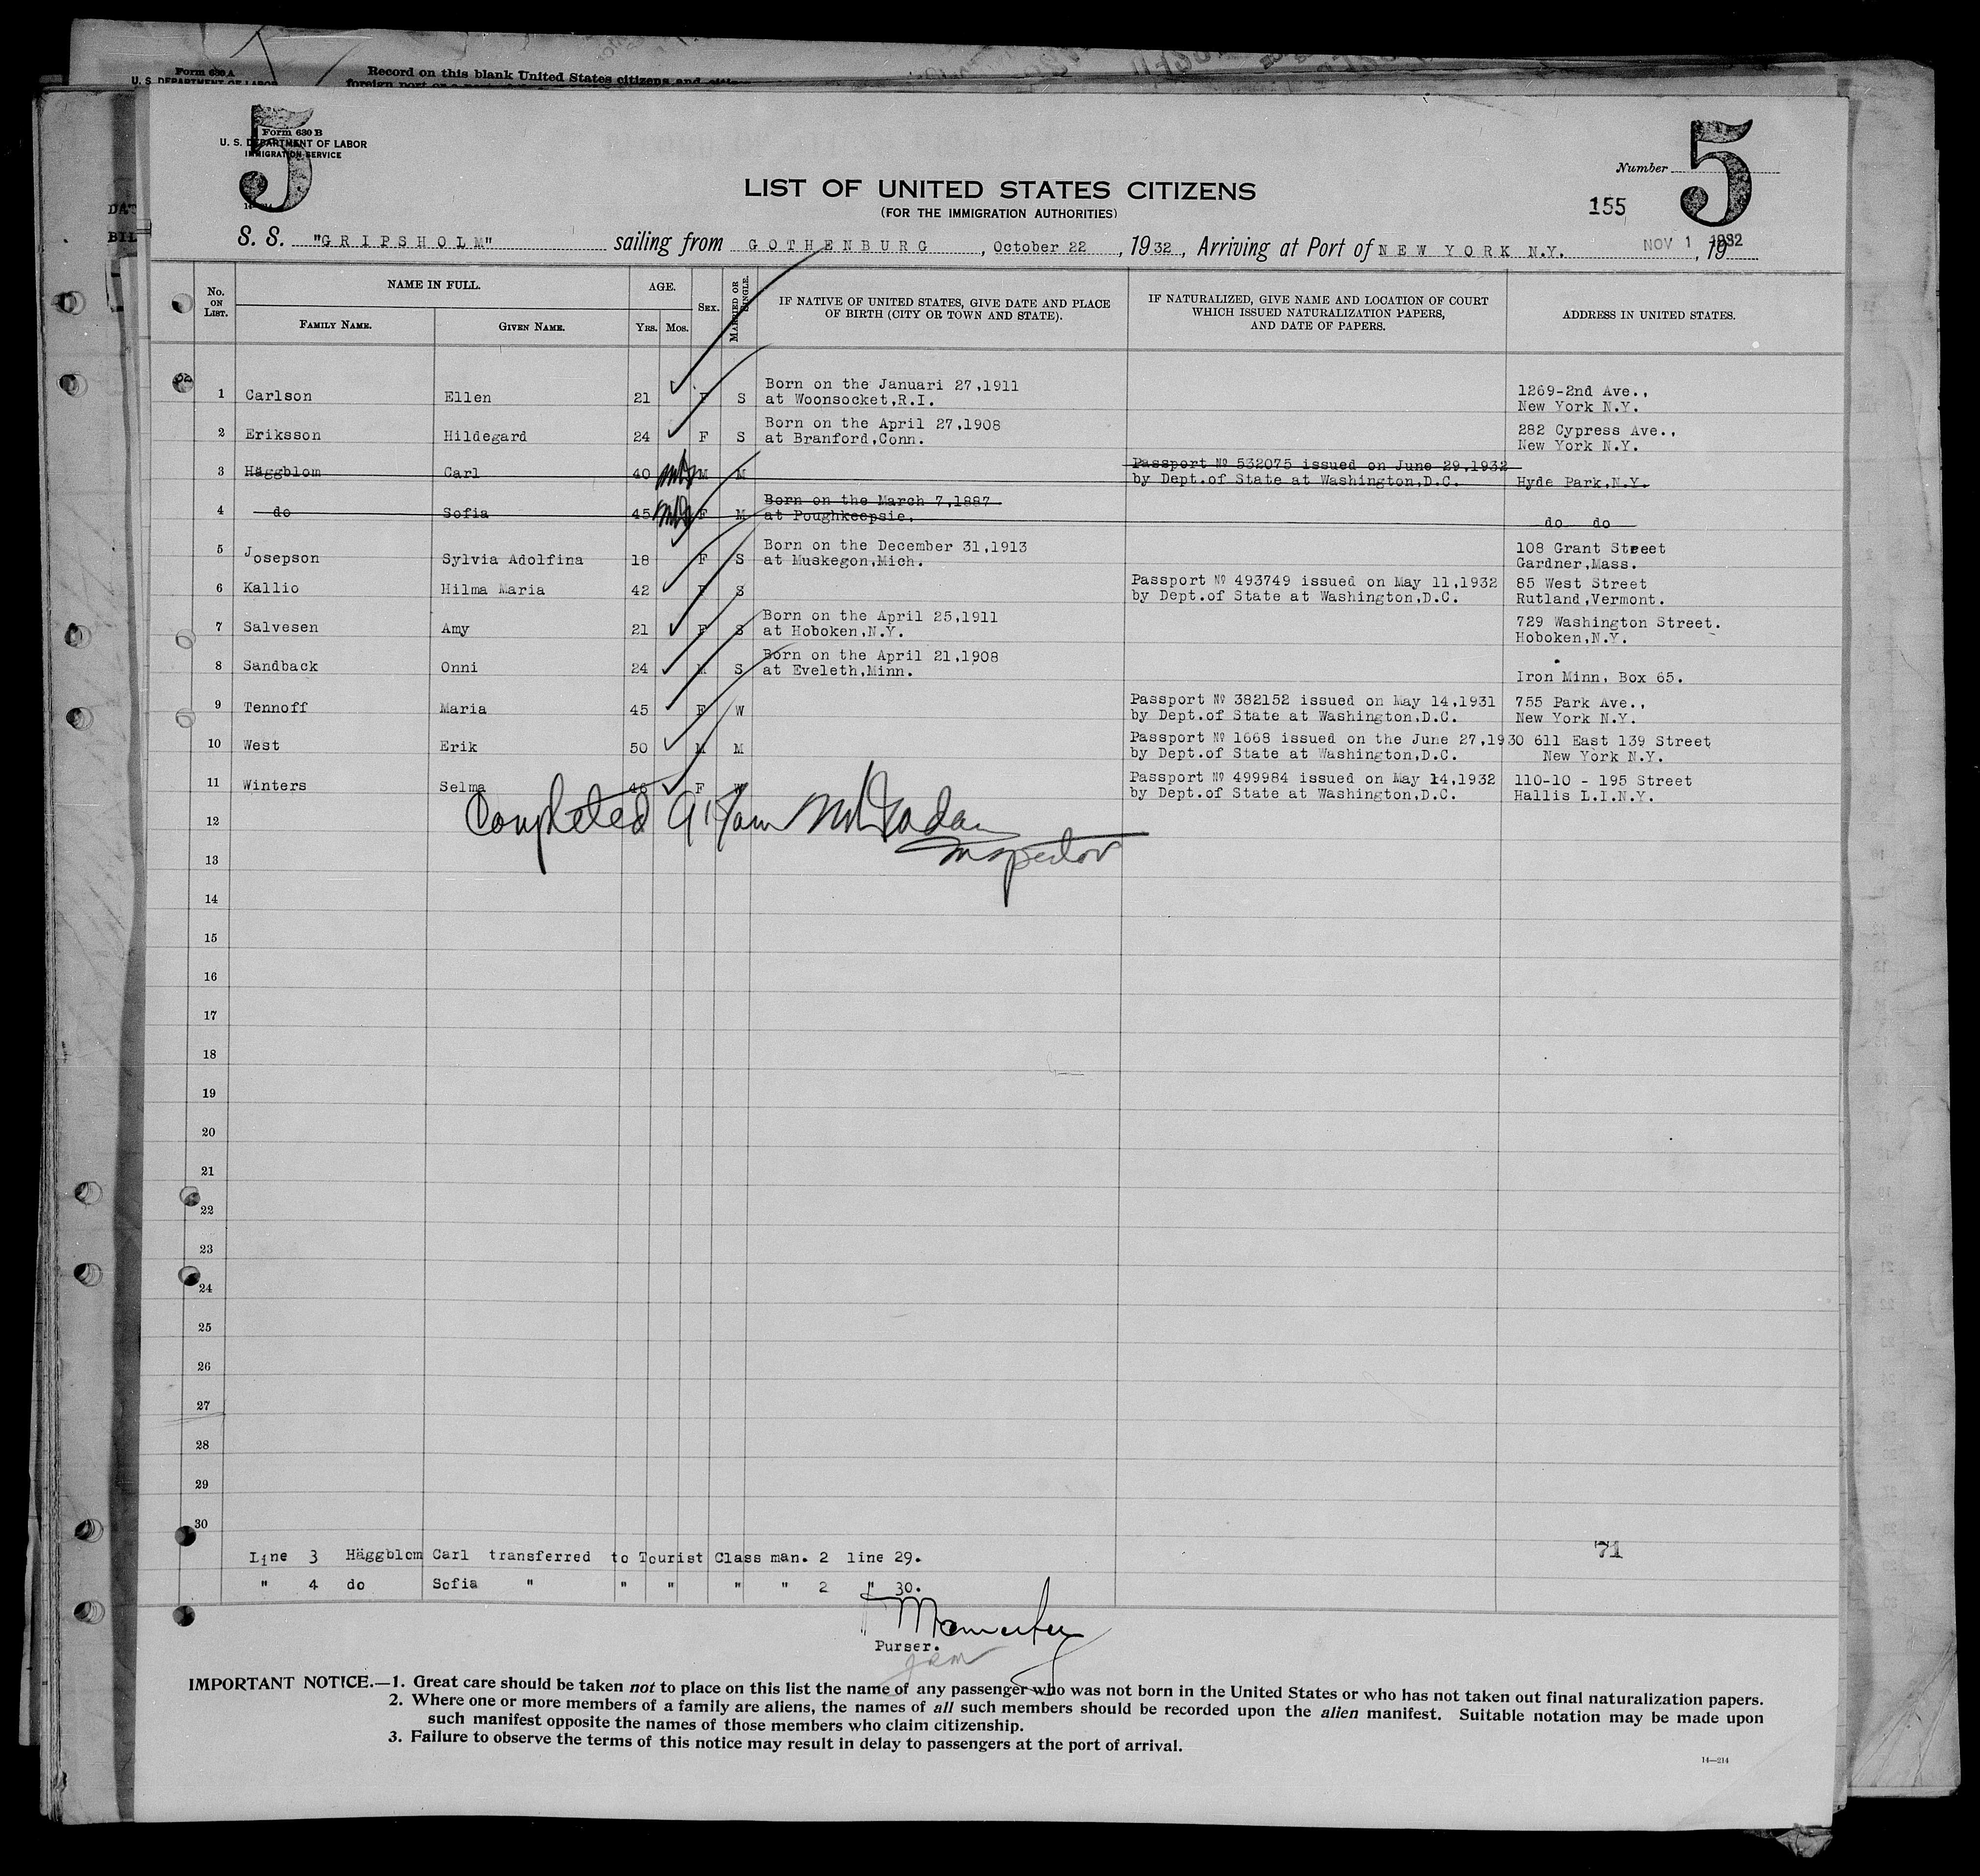 Form 630 A
U. S. DEPARTMENT OF LABOR
Record on this blank United States citizens and
foreign port or a
5
Form 630 B
U. S. DEPARTMENT OF LABOR
IMMIGRATION SERVICE
Number 5
155
LIST OF UNITED STATES CITIZENS
(FOR THE IMMIGRATION AUTHORITIES)
S. S. "GRIPSHOLM" sailing from GOTHENBURG, October 22, 1932, Arriving at Port of NEW YORK N.Y. NOV 1 1932, 19
No. ON LIST.
NAME IN FULL.
FAMILY NAME.
GIVEN NAME.
AGE.
YRS. MOS.
SEX.
MARRIED OR SINGLE.
IF NATIVE OF UNITED STATES, GIVE DATE AND PLACE
OF BIRTH (CITY OR TOWN AND STATE).
IF NATURALIZED, GIVE NAME AND LOCATION OF COURT
WHICH ISSUED NATURALIZATION PAPERS,
AND DATE OF PAPERS.
ADDRESS IN UNITED STATES.
Born on the Januari 27,1911 1269-2nd Ave.,
1 Carlson Ellen 21 F S at Woonsocket,R.I. New York N.Y.
Born on the April 27,1908 282 Cypress Ave.,
2 Eriksson Hildegard 24 F S at Branford,Conn. New York N.Y.
Passport Nº 532075 issued on June 29,1932
3 Häggblom Carl 40 M M by Dept.of State at Washington,D.C. Hyde Park,N.Y.
Born on the March 7,1887
4 do Sofia 45 F M at Poughkeepsie. do do
Born on the December 31,1913 108 Grant Street
5 Josepson Sylvia Adolfina 18 F S at Muskegon,Mich. Gardner,Mass.
Passport Nº 493749 issued on May 11,1932 85 West Street
6 Kallio Hilma Maria 42 F S by Dept.of State at Washington,D.C. Rutland,Vermont.
Born on the April 25,1911 729 Washington Street.
7 Salvesen Amy 21 F S at Hoboken,N.Y. Hoboken,N.Y.
Born on the April 21,1908
8 Sandback Onni 24 M S at Eveleth,Minn. Iron Minn, Box 65.
Passport Nº 382152 issued on May 14,1931 755 Park Ave.,
9 Tennoff Maria 45 F W by Dept.of State at Washington,D.C. New York N.Y.
Passport Nº 1668 issued on the June 27,1930 611 East 139 Street
10 West Erik 50 M M by Dept.of State at Washington,D.C. New York N.Y.
Passport Nº 499984 issued on May 14,1932 110-10 - 195 Street
11 Winters Selma 46 F W by Dept.of State at Washington,D.C. Hallis L.I.N.Y.
Completed
Inspector
12
13
14
15
16
17
18
19
20
21
22
23
24
25
26
27
28
29
30
71
Line 3 Häggblom Carl transferred to Tourist Class man. 2 line 29.
" 4 do Sofia " " " " " 2 " 30.
Purser.
IMPORTANT NOTICE.—1. Great care should be taken not to place on this list the name of any passenger who was not born in the United States or who has not taken out final naturalization papers.
2. Where one or more members of a family are aliens, the names of all such members should be recorded upon the alien manifest. Suitable notation may be made upon
such manifest opposite the names of those members who claim citizenship.
3. Failure to observe the terms of this notice may result in delay to passengers at the port of arrival.
14—214